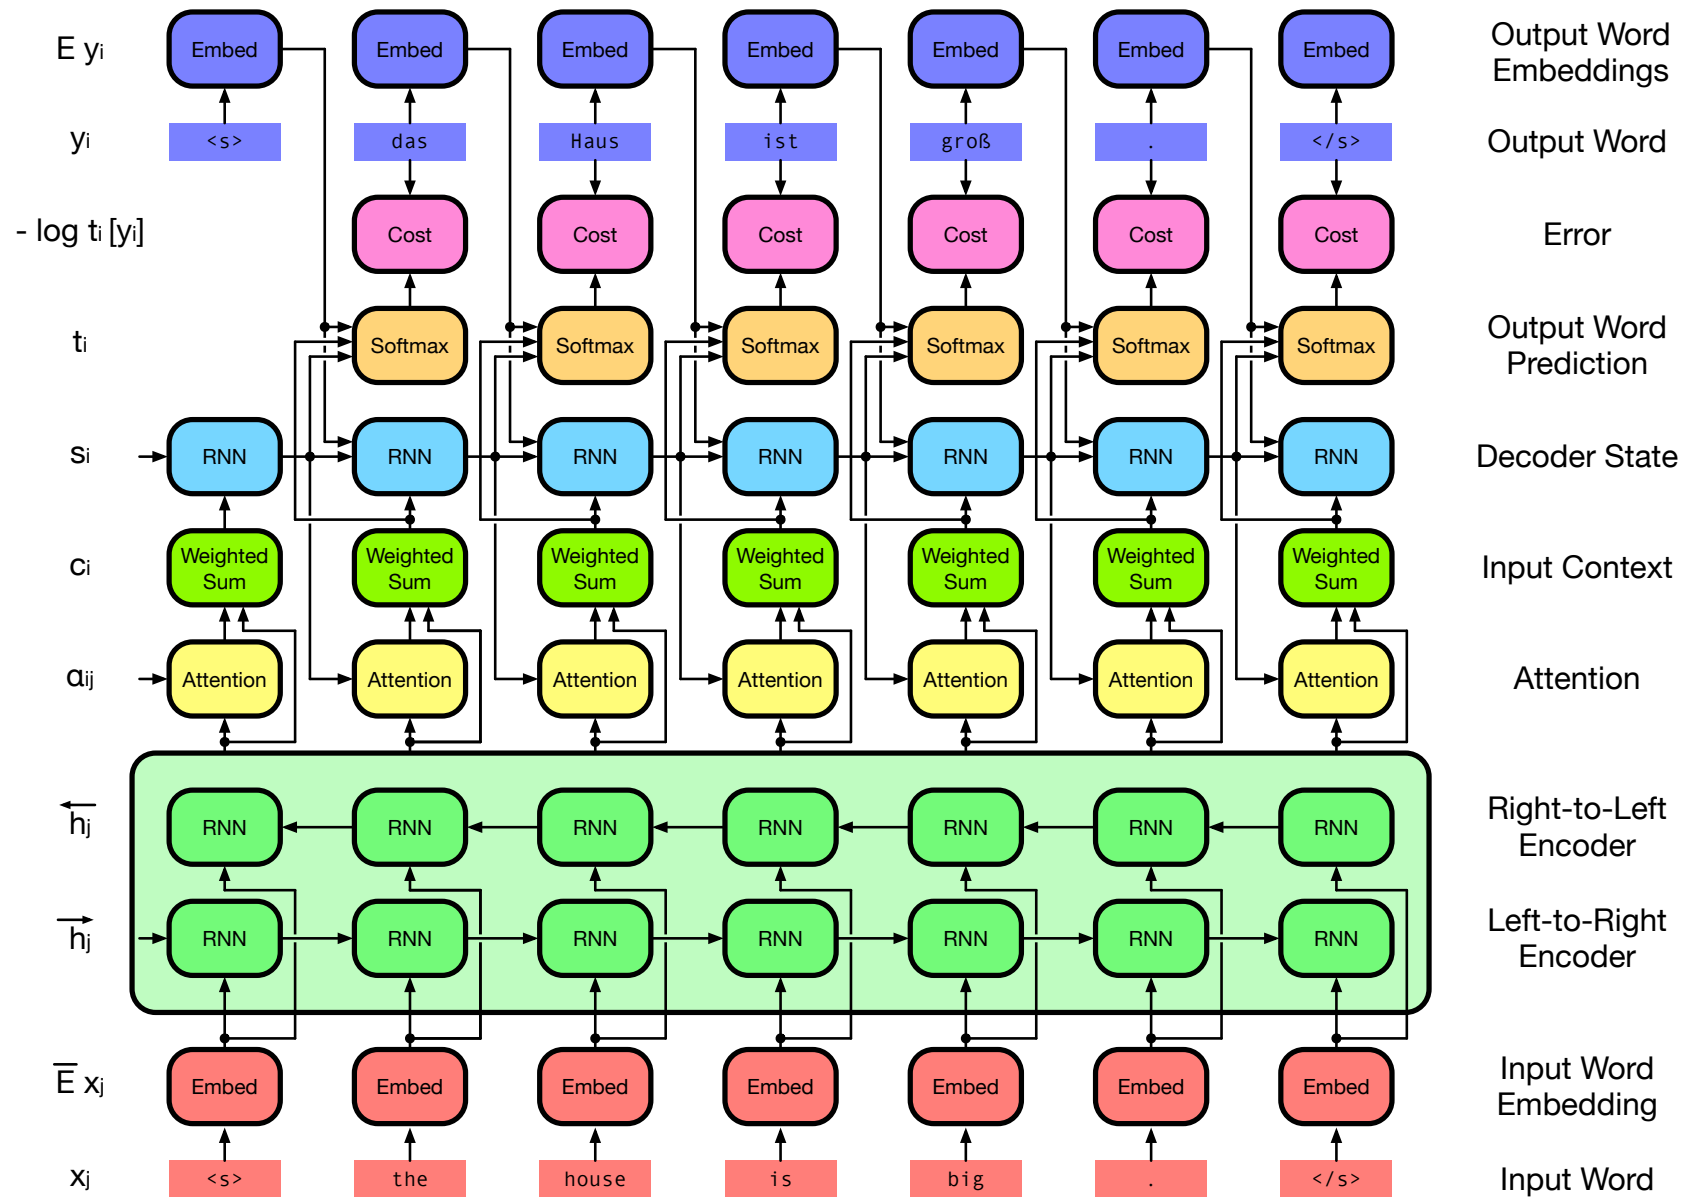 E yi Embed Embed Embed Embed Embed Embed Embed Output Word
Embeddings
yi <s> das Haus ist groß . </s> Output Word
- log ti [yi] Cost Cost Cost Cost Cost Cost Error
ti Softmax Softmax Softmax Softmax Softmax Softmax Output Word
Prediction
si RNN RNN RNN RNN RNN RNN RNN Decoder State
ci Weighted Sum Weighted Sum Weighted Sum Weighted Sum Weighted Sum Weighted Sum Weighted Sum Input Context
αij Attention Attention Attention Attention Attention Attention Attention Attention
hj RNN RNN RNN RNN RNN RNN RNN Right-to-Left
Encoder
hj RNN RNN RNN RNN RNN RNN RNN Left-to-Right
Encoder
E xj Embed Embed Embed Embed Embed Embed Embed Input Word
Embedding
xj <s> the house is big . </s> Input Word